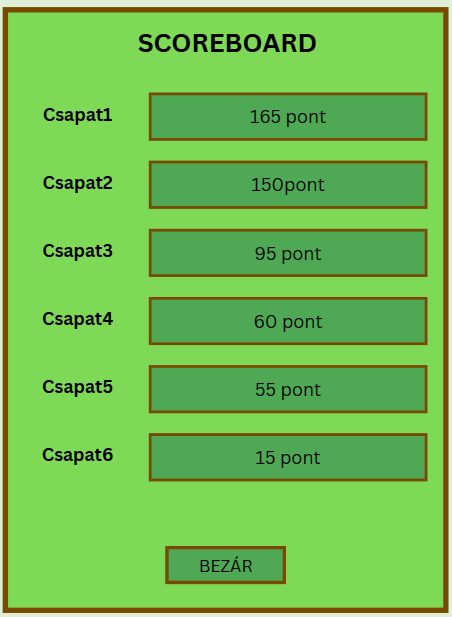 SCOREBOARD
Csapat1 165 pont
Csapat2 150pont
Csapat3 95 pont
Csapat4 60 pont
Csapat5 55 pont
Csapat6 15 pont
BEZÁR